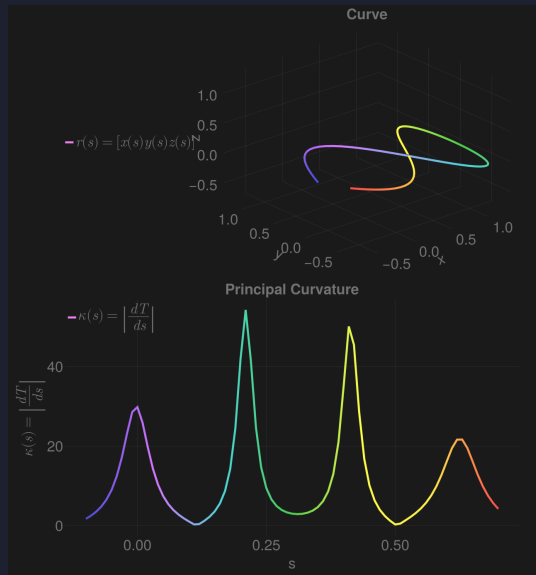 Curve
r(s) = [x(s)y(s)z(s)]
z
1.0
0.5
0.0
−0.5
1.0
0.5
0.0
−0.5
y
−0.5
0.0
0.5
1.0
x
Principal Curvature
κ(s) = |dT/ds|
κ(s) = |dT/ds|
40
20
0
0.00 0.25 0.50
s